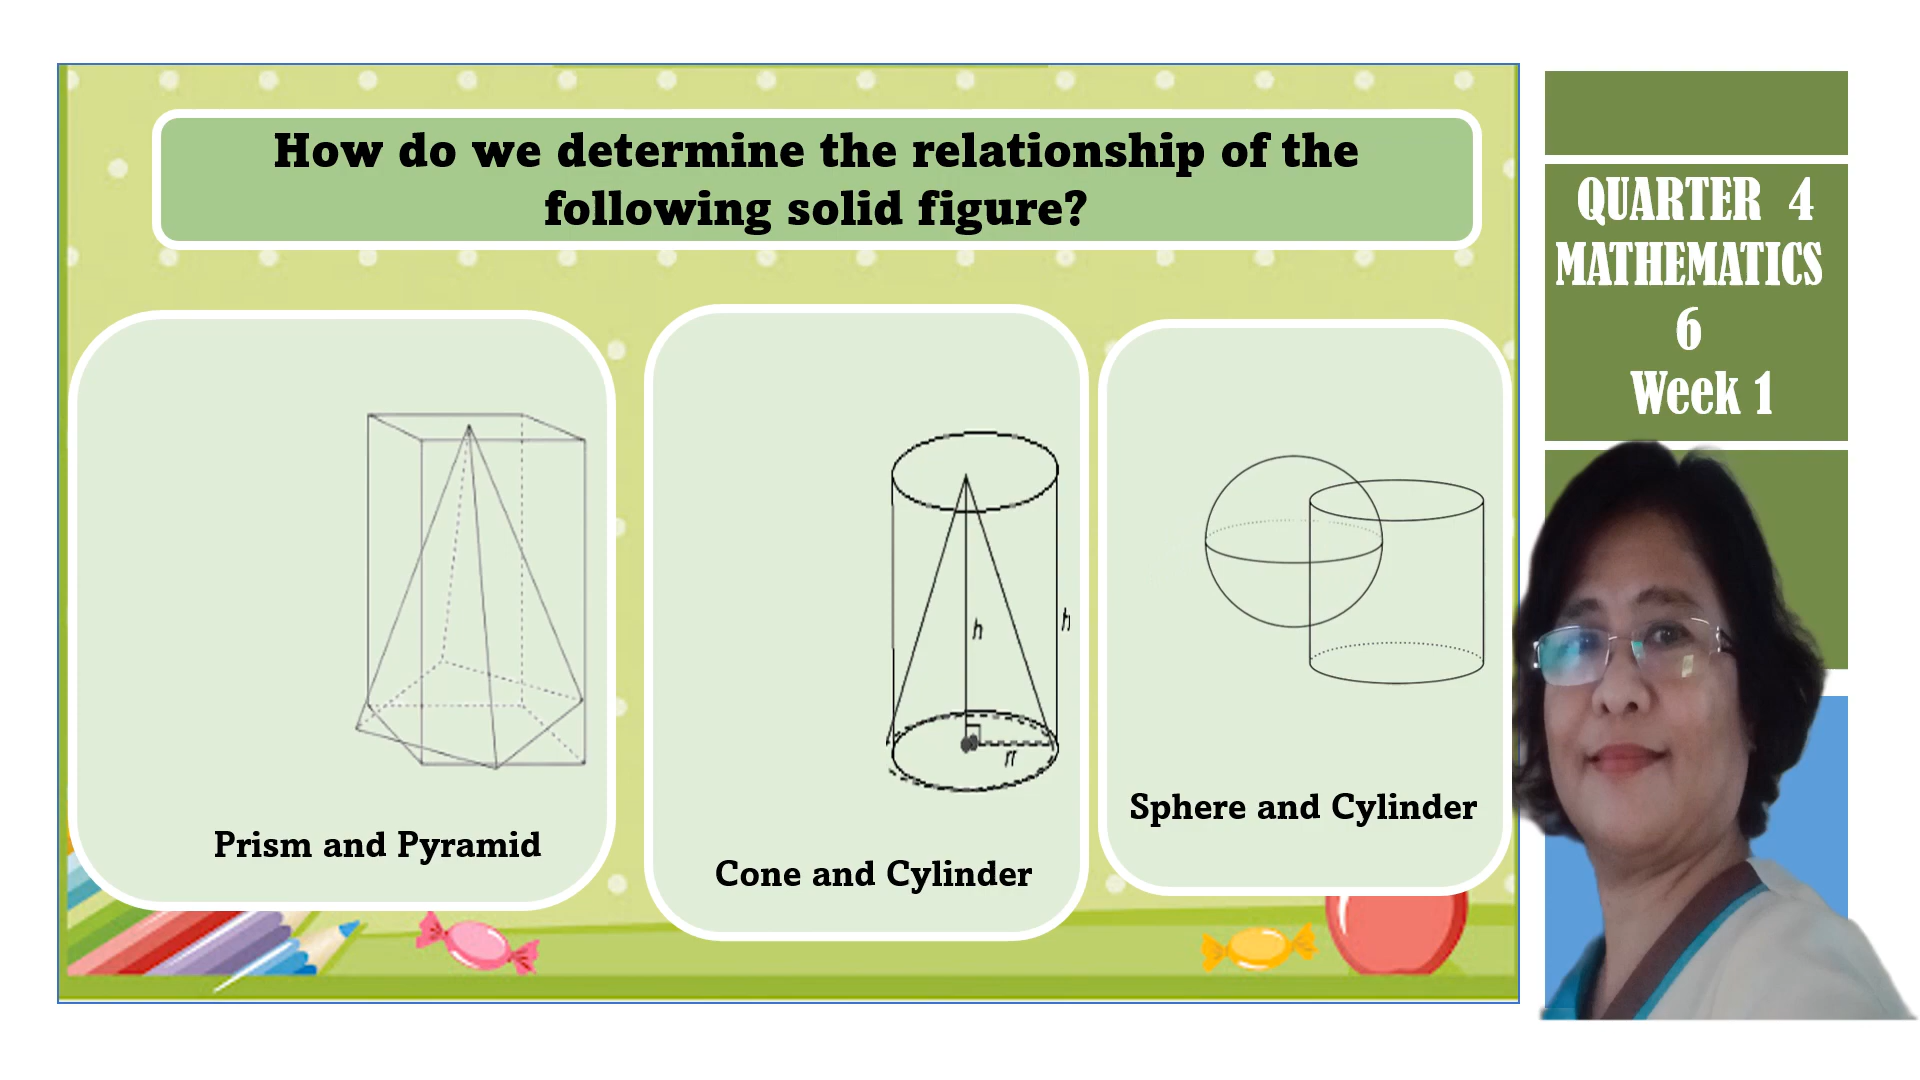 How do we determine the relationship of the
following solid figure?
Prism and Pyramid
h
h
r
Cone and Cylinder
Sphere and Cylinder
QUARTER 4
MATHEMATICS
6
Week 1